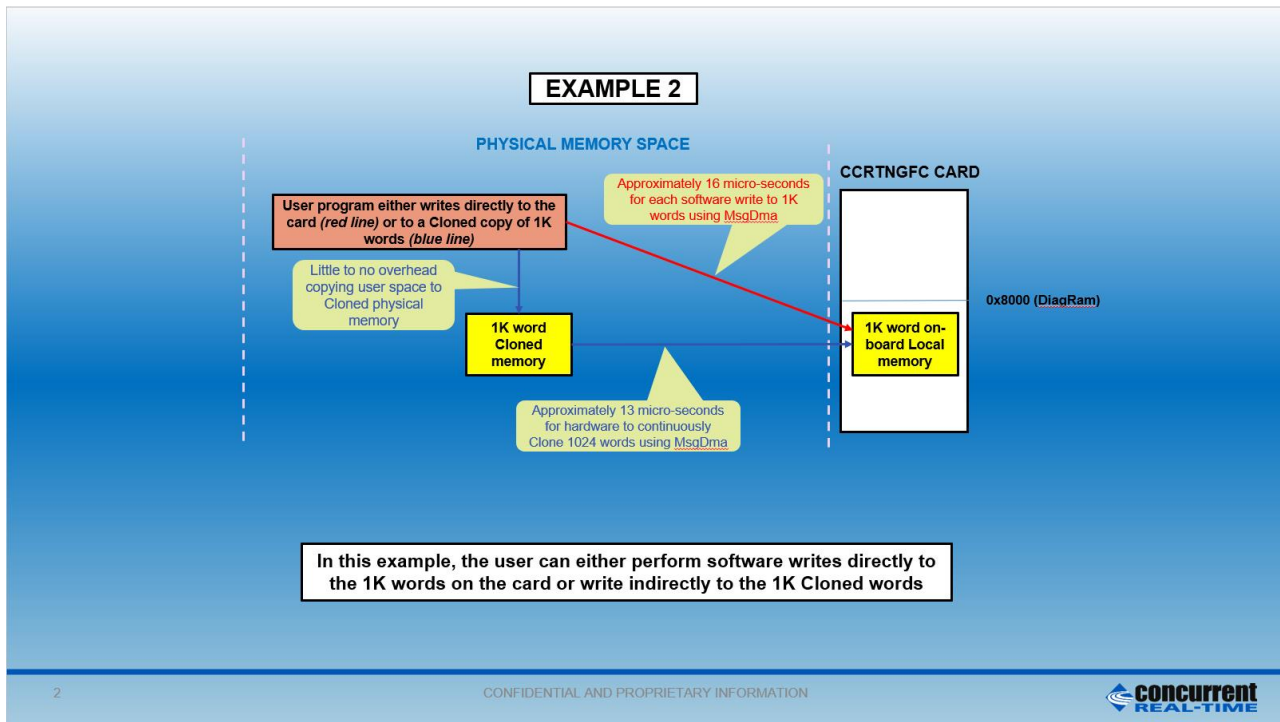 EXAMPLE 2
PHYSICAL MEMORY SPACE
CCRTNGFC CARD
User program either writes directly to the
card (red line) or to a Cloned copy of 1K
words (blue line)
Approximately 16 micro-seconds
for each software write to 1K
words using MsgDma
Little to no overhead
copying user space to
Cloned physical
memory
0x8000 (DiagRam)
1K word
Cloned
memory
1K word on-
board Local
memory
Approximately 13 micro-seconds
for hardware to continuously
Clone 1024 words using MsgDma
In this example, the user can either perform software writes directly to
the 1K words on the card or write indirectly to the 1K Cloned words
2
CONFIDENTIAL AND PROPRIETARY INFORMATION
concurrent
REAL-TIME